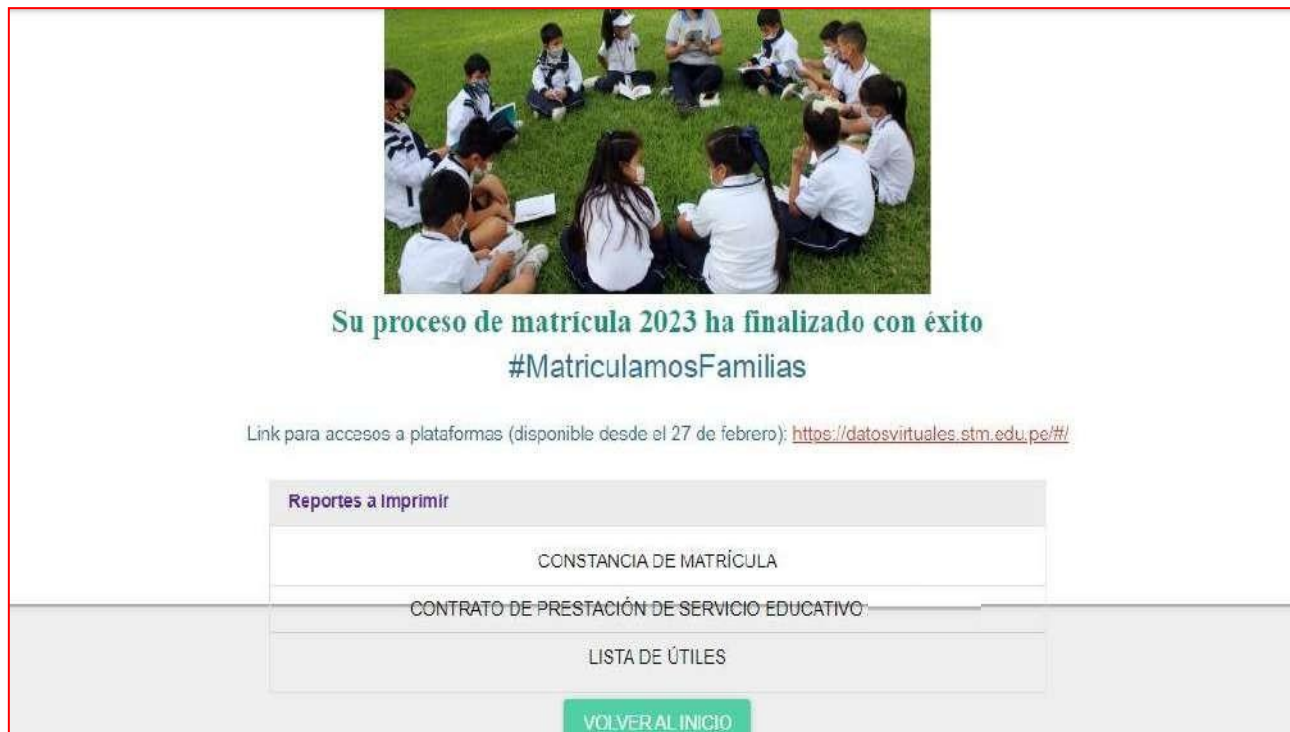 Su proceso de matrícula 2023 ha finalizado con éxito
#MatriculamosFamilias
Link para accesos a plataformas (disponible desde el 27 de febrero): https://datosvirtuales.stm.edu.pe/#/
Reportes a Imprimir
CONSTANCIA DE MATRÍCULA
CONTRATO DE PRESTACIÓN DE SERVICIO EDUCATIVO
LISTA DE ÚTILES
VOLVER AL INICIO